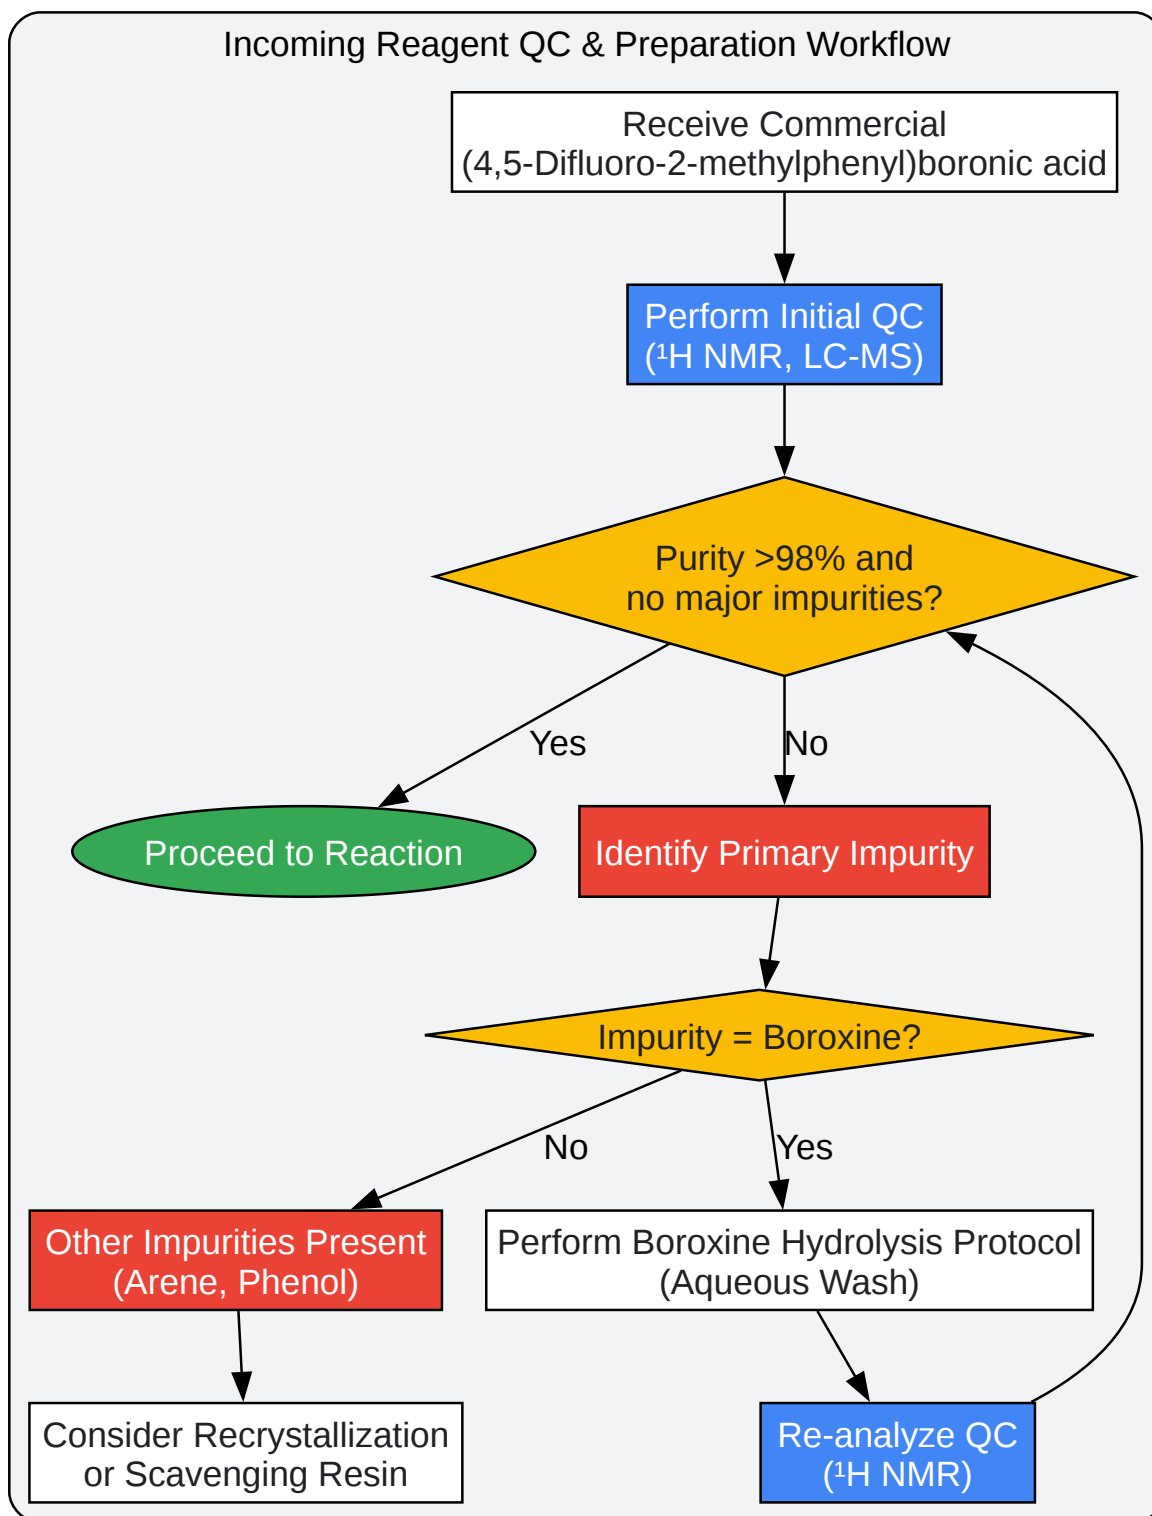 Incoming Reagent QC & Preparation Workflow
Receive Commercial
(4,5-Difluoro-2-methylphenyl)boronic acid
Perform Initial QC
(¹H NMR, LC-MS)
Purity >98% and
no major impurities?
Yes
No
Proceed to Reaction
Identify Primary Impurity
Impurity = Boroxine?
No
Yes
Other Impurities Present
(Arene, Phenol)
Perform Boroxine Hydrolysis Protocol
(Aqueous Wash)
Consider Recrystallization
or Scavenging Resin
Re-analyze QC
(¹H NMR)